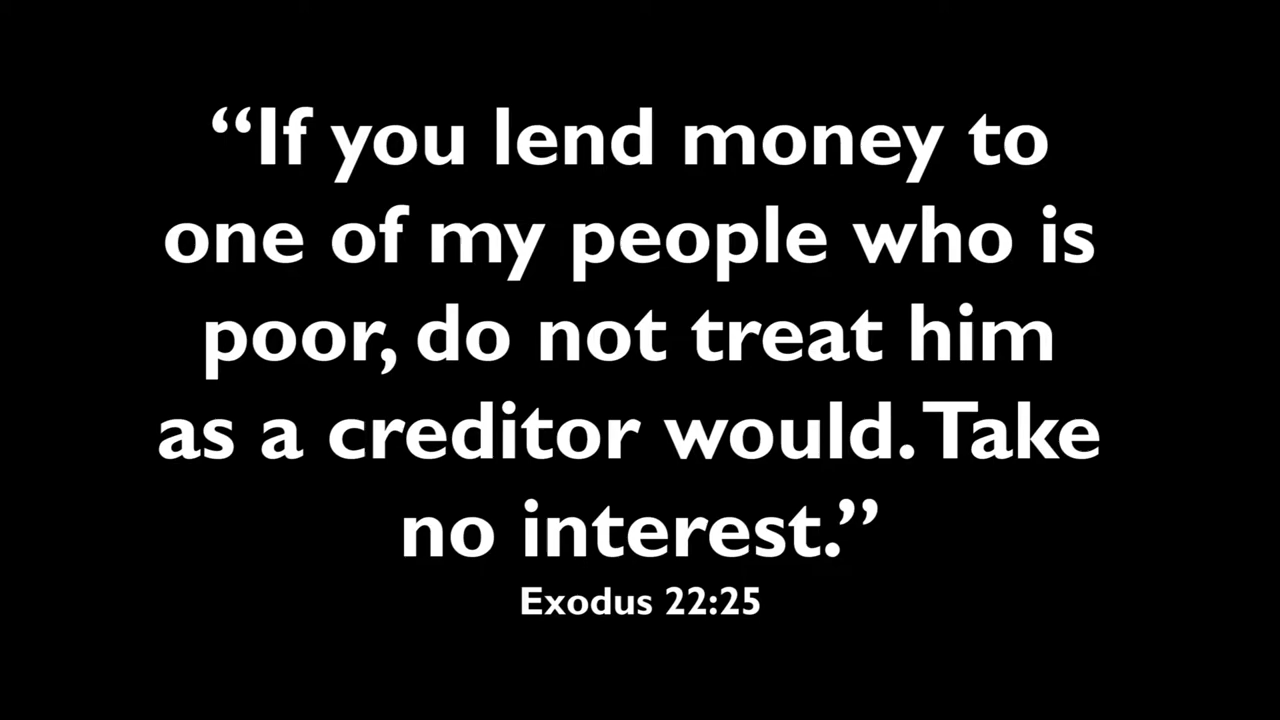 “If you lend money to
one of my people who is
poor, do not treat him
as a creditor would. Take
no interest.”
Exodus 22:25